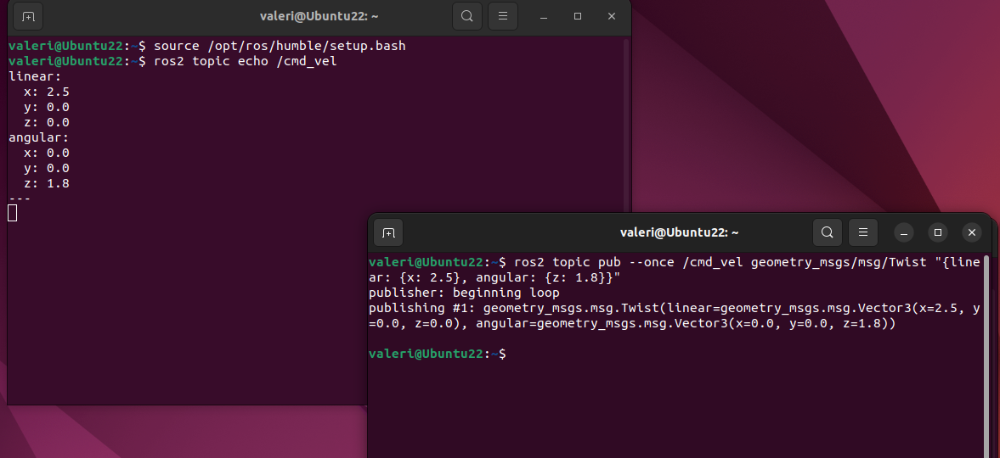 valeri@Ubuntu22: ~
valeri@Ubuntu22:~$ source /opt/ros/humble/setup.bash
valeri@Ubuntu22:~$ ros2 topic echo /cmd_vel
linear:
  x: 2.5
  y: 0.0
  z: 0.0
angular:
  x: 0.0
  y: 0.0
  z: 1.8
---
valeri@Ubuntu22: ~
valeri@Ubuntu22:~$ ros2 topic pub --once /cmd_vel geometry_msgs/msg/Twist "{line
ar: {x: 2.5}, angular: {z: 1.8}}"
publisher: beginning loop
publishing #1: geometry_msgs.msg.Twist(linear=geometry_msgs.msg.Vector3(x=2.5, y
=0.0, z=0.0), angular=geometry_msgs.msg.Vector3(x=0.0, y=0.0, z=1.8))
valeri@Ubuntu22:~$